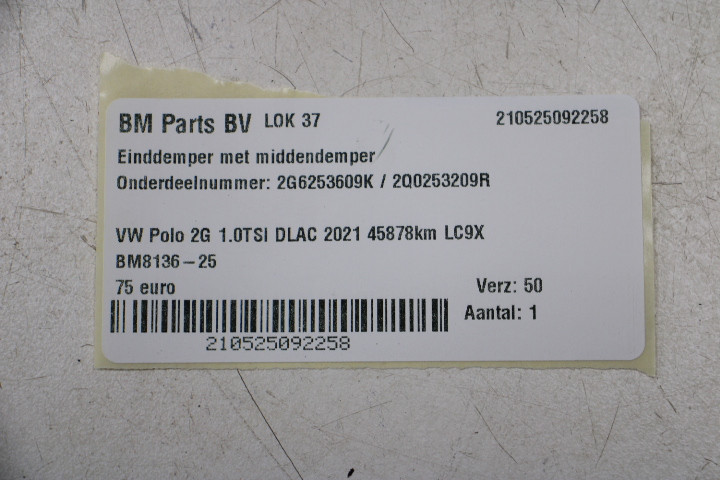 BM Parts BV LOK 37 210525092258
Einddemper met middendemper
Onderdeelnummer: 2G6253609K / 2Q0253209R
VW Polo 2G 1.0TSI DLAC 2021 45878km LC9X
BM8136-25
75 euro Verz: 50
Aantal: 1
210525092258